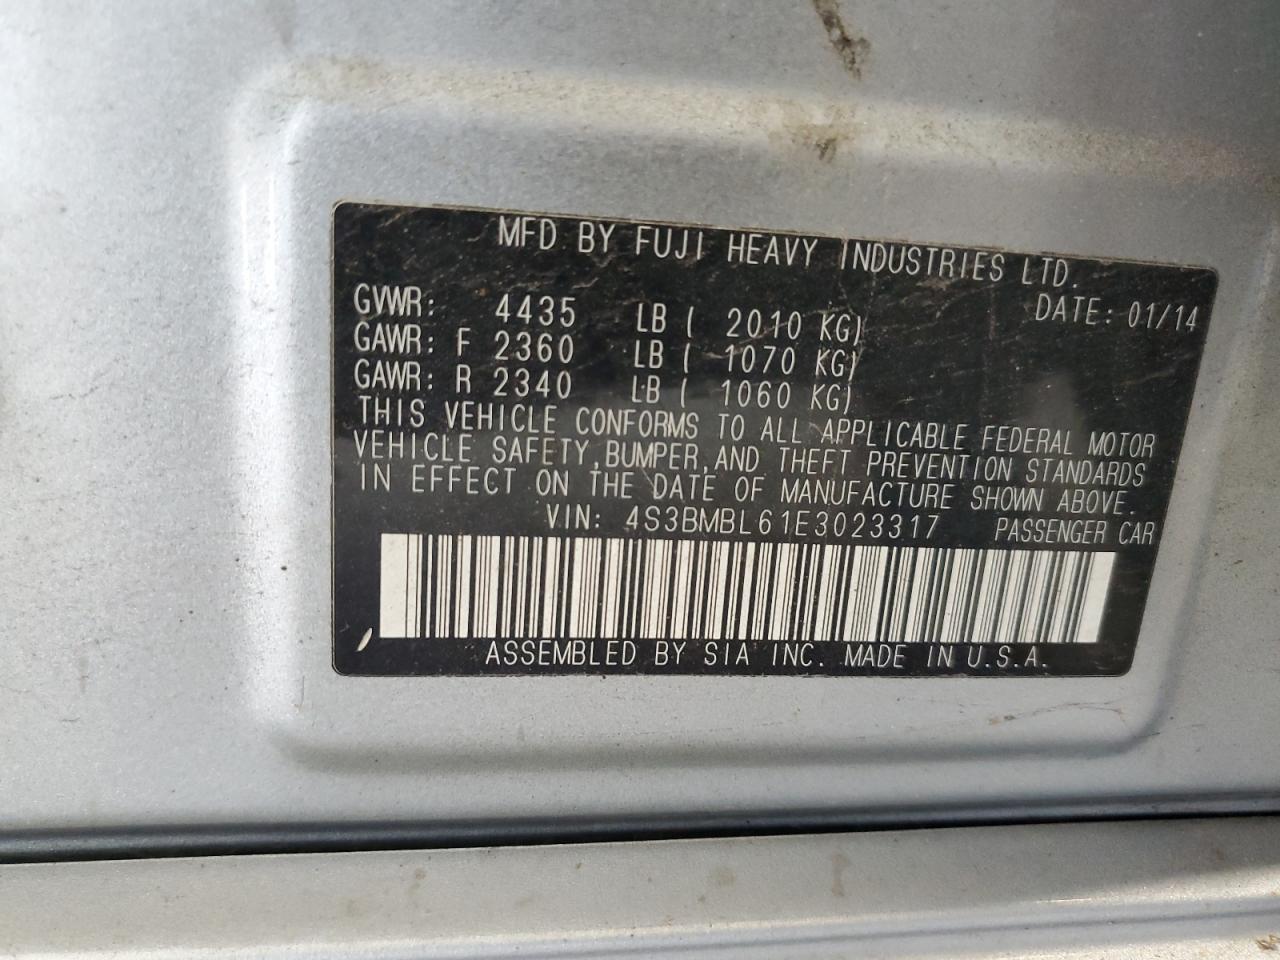 MFD BY FUJI HEAVY INDUSTRIES LTD.
DATE: 01/14
GVWR: 4435 LB ( 2010 KG)
GAWR: F 2360 LB ( 1070 KG)
GAWR: R 2340 LB ( 1060 KG)
THIS VEHICLE CONFORMS TO ALL APPLICABLE FEDERAL MOTOR
VEHICLE SAFETY,BUMPER,AND THEFT PREVENTION STANDARDS
IN EFFECT ON THE DATE OF MANUFACTURE SHOWN ABOVE.
VIN: 4S3BMBL61E3023317 PASSENGER CAR
ASSEMBLED BY SIA INC. MADE IN U.S.A.